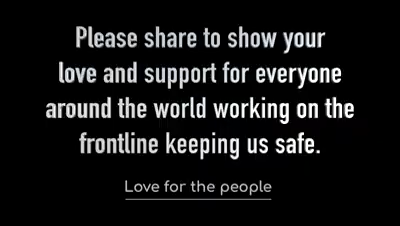 Please share to show your
love and support for everyone
around the world working on the
frontline keeping us safe.
Love for the people